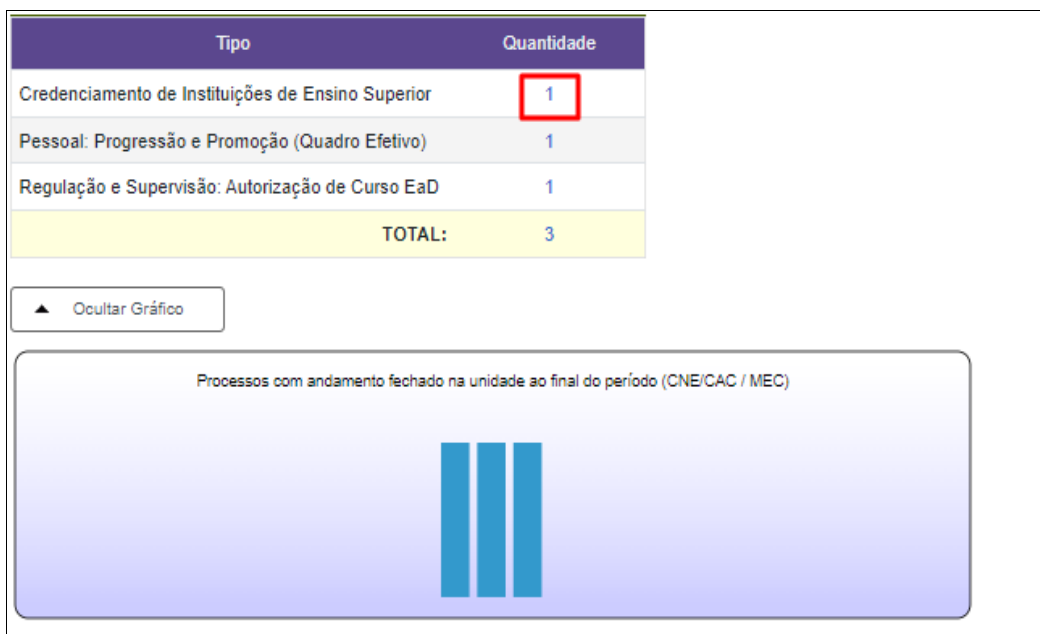 Tipo Quantidade
Credenciamento de Instituições de Ensino Superior 1
Pessoal: Progressão e Promoção (Quadro Efetivo) 1
Regulação e Supervisão: Autorização de Curso EaD 1
TOTAL: 3
Ocultar Gráfico
Processos com andamento fechado na unidade ao final do período (CNE/CAC / MEC)